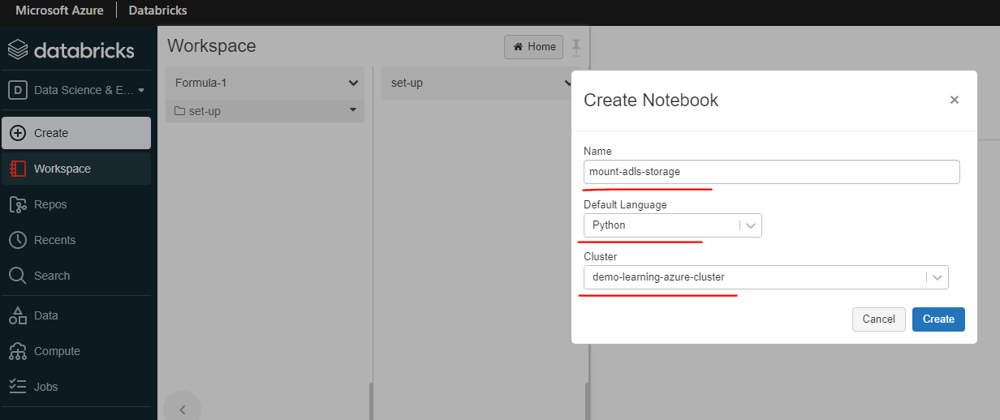 Microsoft Azure Databricks
databricks
D Data Science & E...
Create
Workspace
Repos
Recents
Search
Data
Compute
Jobs
Workspace
Home
Formula-1
set-up
set-up
Create Notebook
Name
mount-adls-storage
Default Language
Python
Cluster
demo-learning-azure-cluster
Cancel Create